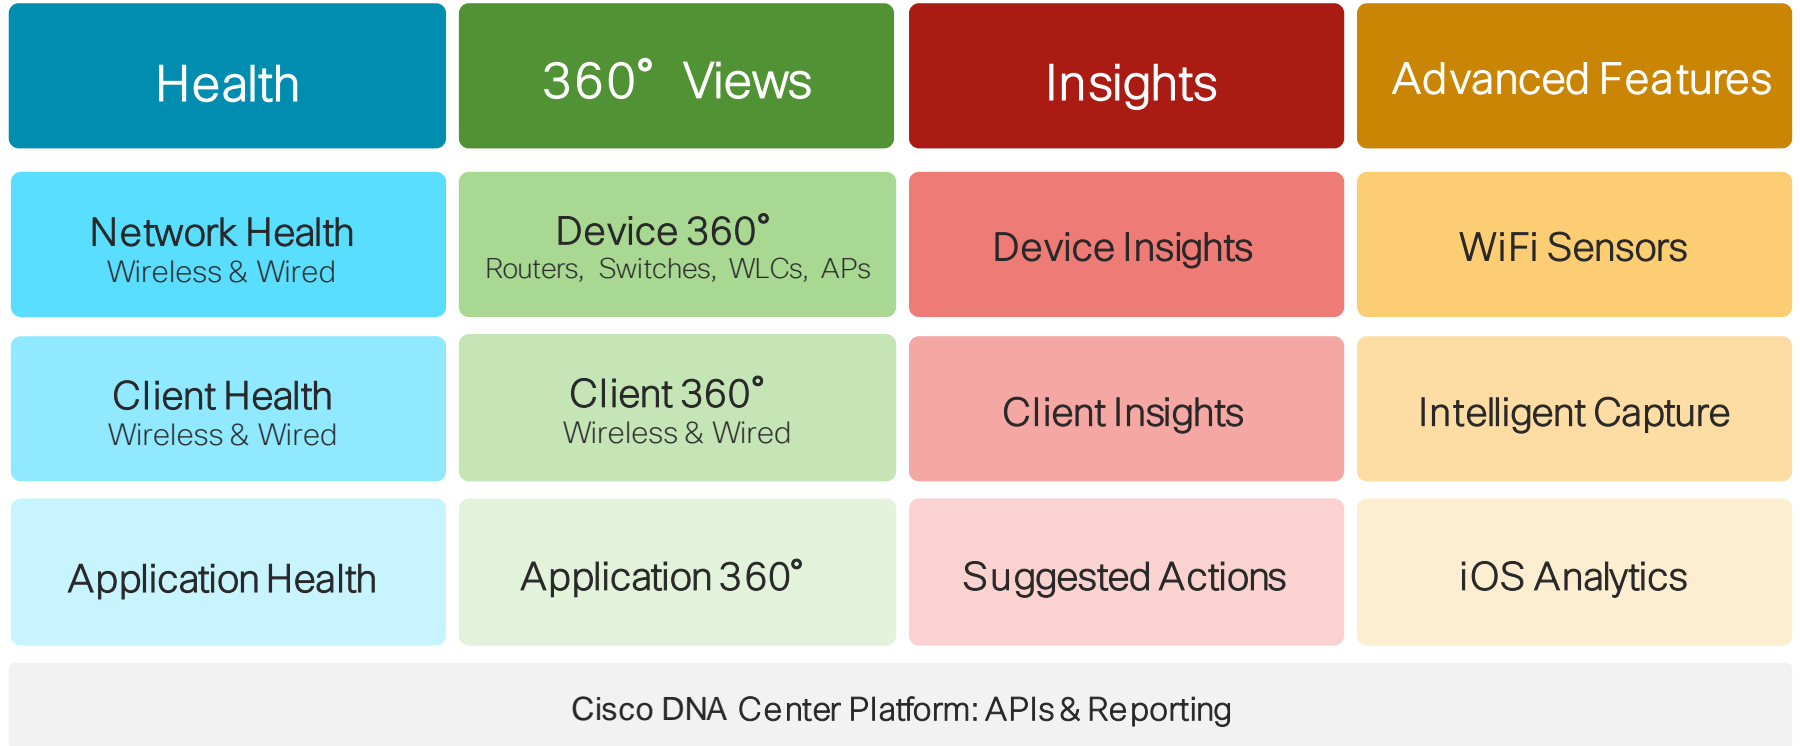 Health
360° Views
Insights
Advanced Features
Network Health
Wireless & Wired
Device 360°
Routers, Switches, WLCs, APs
Device Insights
WiFi Sensors
Client Health
Wireless & Wired
Client 360°
Wireless & Wired
Client Insights
Intelligent Capture
Application Health
Application 360°
Suggested Actions
iOS Analytics
Cisco DNA Center Platform: APIs & Reporting